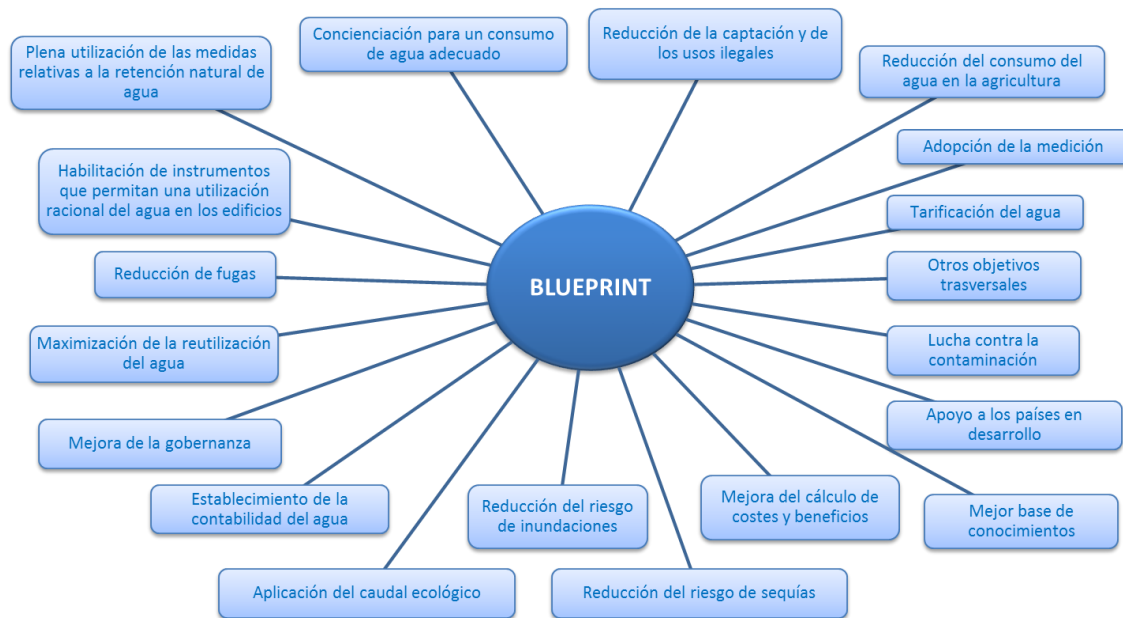 Plena utilización de las medidas
relativas a la retención natural de
agua
Concienciación para un consumo
de agua adecuado
Reducción de la captación y de
los usos ilegales
Reducción del consumo del
agua en la agricultura
Adopción de la medición
Habilitación de instrumentos
que permitan una utilización
racional del agua en los edificios
Tarificación del agua
Reducción de fugas
BLUEPRINT
Otros objetivos
trasversales
Maximización de la reutilización
del agua
Lucha contra la
contaminación
Mejora de la gobernanza
Apoyo a los países en
desarrollo
Establecimiento de la
contabilidad del agua
Reducción del riesgo
de inundaciones
Mejora del cálculo de
costes y beneficios
Mejor base de
conocimientos
Aplicación del caudal ecológico
Reducción del riesgo de sequías